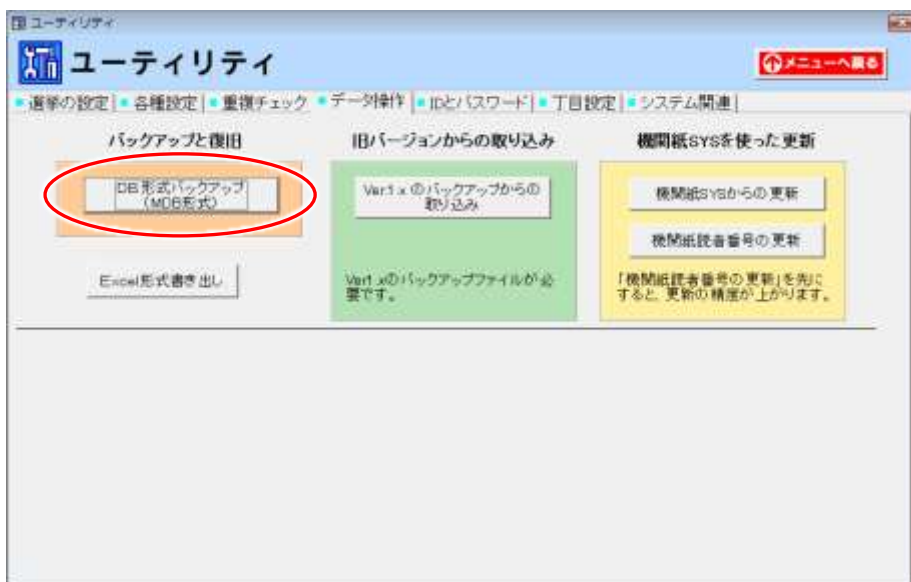 ユーティリティ
ユーティリティ
メニューへ戻る
選挙の設定 各種設定 重複チェック データ操作 IDとパスワード 丁目設定 システム関連
バックアップと復旧
DB形式バックアップ
(MDB形式)
Excel形式書き出し
旧バージョンからの取り込み
Ver.1.x のバックアップからの
取り込み
Ver1.xのバックアップファイルが必
要です。
機関紙SYSを使った更新
機関紙SYSからの更新
機関紙読者番号の更新
「機関紙読者番号の更新」を先に
すると、更新の精度が上がります。